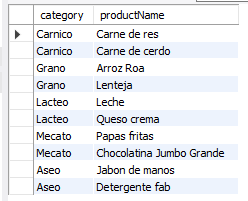 category productName
Carnico Carne de res
Carnico Carne de cerdo
Grano Arroz Roa
Grano Lenteja
Lacteo Leche
Lacteo Queso crema
Mecato Papas fritas
Mecato Chocolatina Jumbo Grande
Aseo Jabon de manos
Aseo Detergente fab